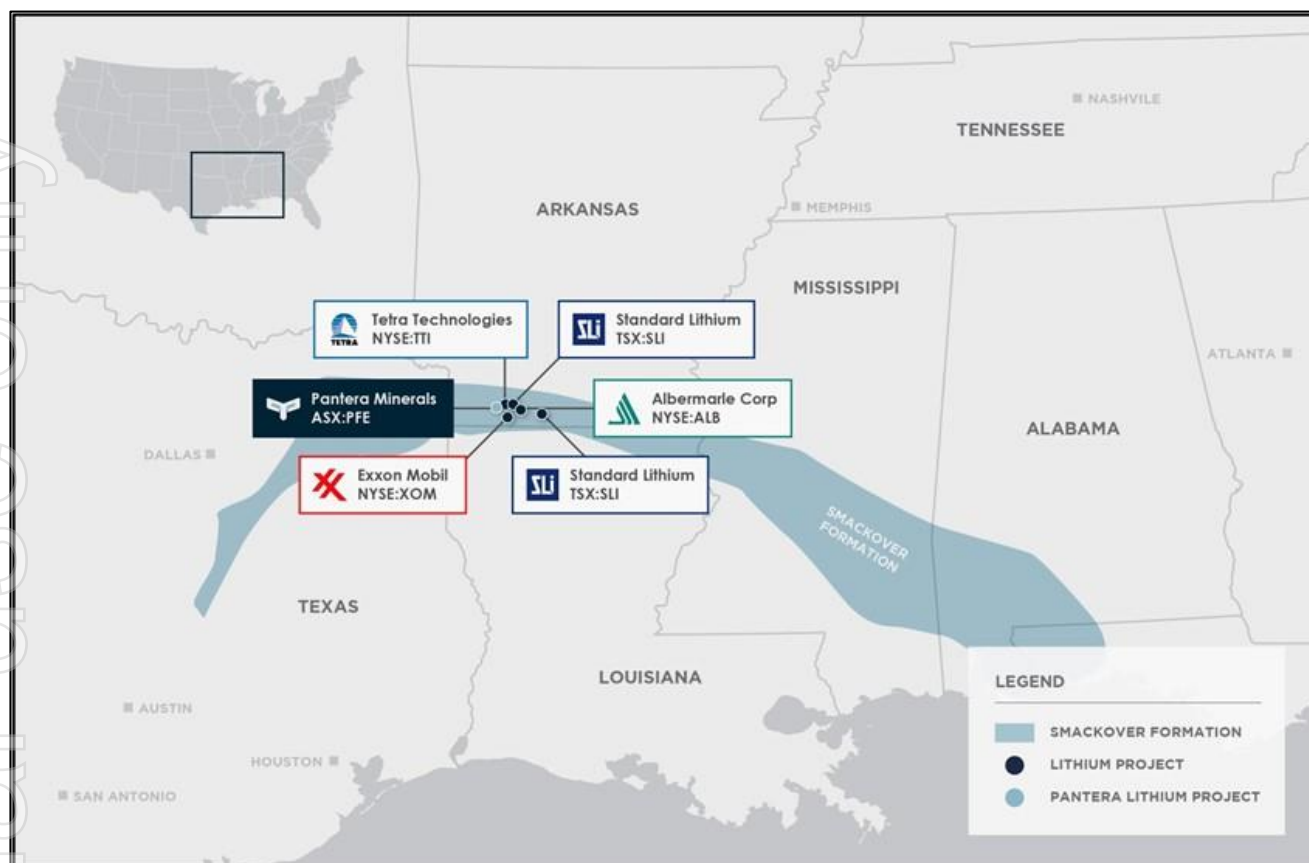 NASHVILE
TENNESSEE
ARKANSAS
MEMPHIS
MISSISSIPPI
Tetra Technologies
NYSE:TTI
TETRA
Standard Lithium
TSX:SLI
SLi
ATLANTA
Pantera Minerals
ASX:PFE
Albermarle Corp
NYSE:ALB
ALABAMA
DALLAS
Exxon Mobil
NYSE:XOM
Standard Lithium
TSX:SLI
SLi
SMACKOVER
FORMATION
TEXAS
LOUISIANA
AUSTIN
HOUSTON
SAN ANTONIO
LEGEND
SMACKOVER FORMATION
LITHIUM PROJECT
PANTERA LITHIUM PROJECT